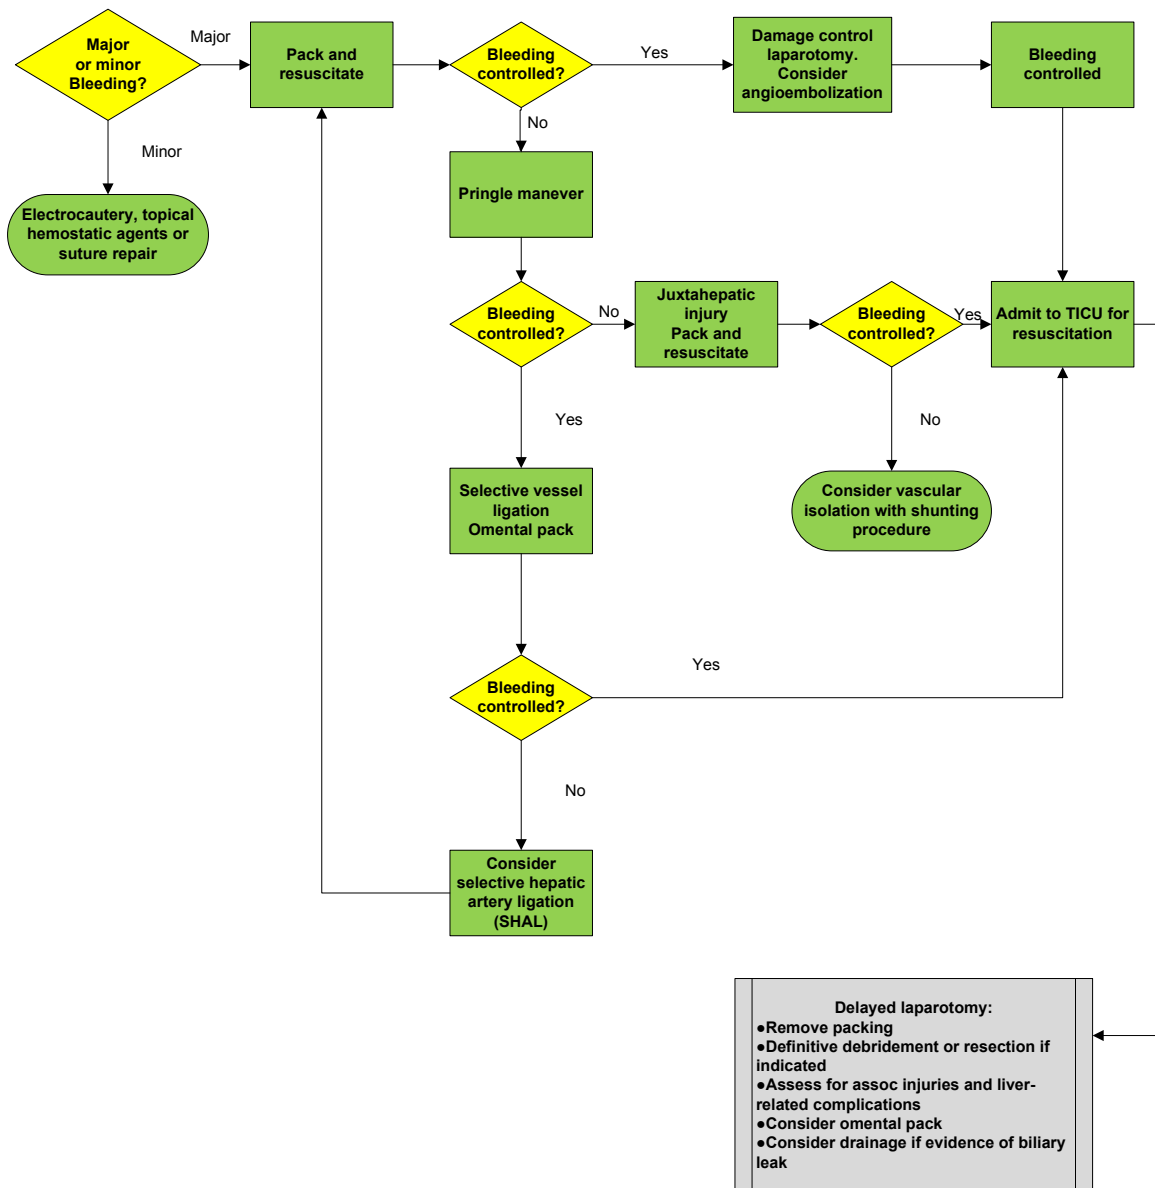 Major
or minor
Bleeding?
Major
Pack and
resuscitate
Bleeding
controlled?
Yes
Damage control
laparotomy.
Consider
angioembolization
Bleeding
controlled
Minor
No
Electrocautery, topical
hemostatic agents or
suture repair
Pringle manever
Bleeding
controlled?
No
Juxtahepatic
injury
Pack and
resuscitate
Bleeding
controlled?
Yes
Admit to TICU for
resuscitation
Yes
No
Selective vessel
ligation
Omental pack
Consider vascular
isolation with shunting
procedure
Bleeding
controlled?
Yes
No
Consider
selective hepatic
artery ligation
(SHAL)
Delayed laparotomy:
●Remove packing
●Definitive debridement or resection if
indicated
●Assess for assoc injuries and liver-
related complications
●Consider omental pack
●Consider drainage if evidence of biliary
leak